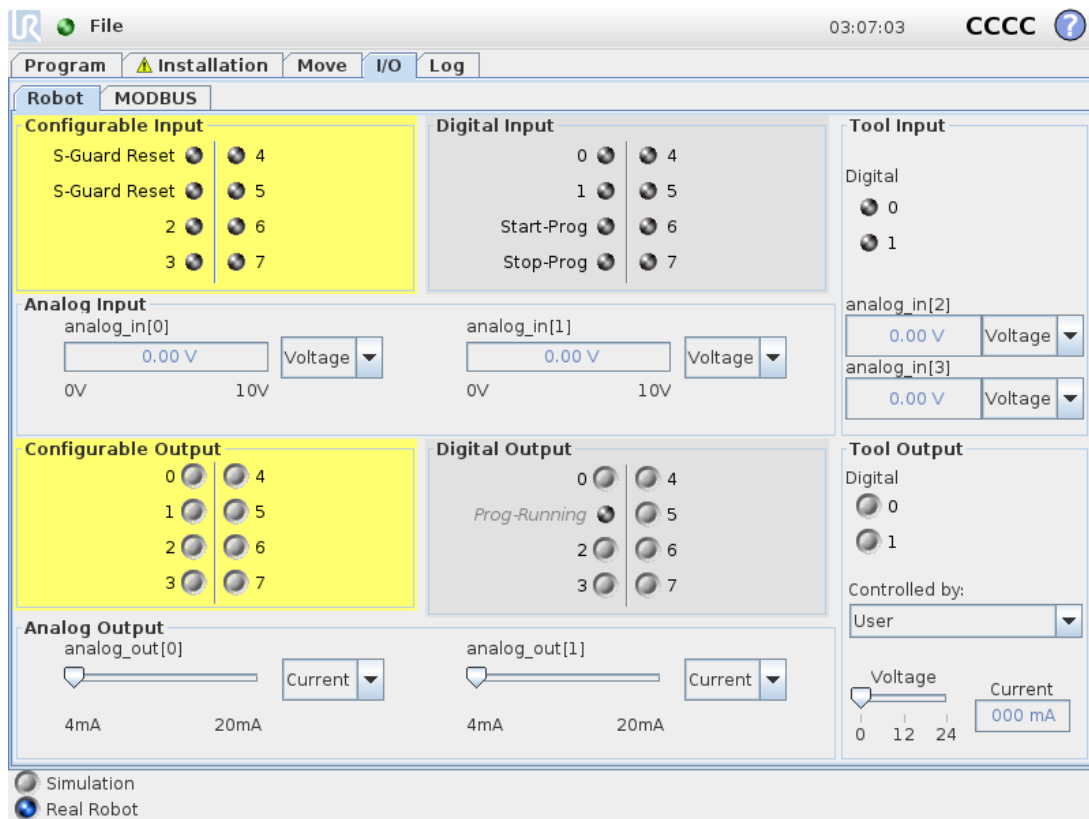 UR File 03:07:03 CCCC ?
Program Installation Move I/O Log
Robot MODBUS
Configurable Input
S-Guard Reset 4
S-Guard Reset 5
2 6
3 7
Digital Input
0 4
1 5
Start-Prog 6
Stop-Prog 7
Tool Input
Digital
0
1
analog_in[2]
0.00 V Voltage
analog_in[3]
0.00 V Voltage
Analog Input
analog_in[0]
0.00 V Voltage
0V 10V
analog_in[1]
0.00 V Voltage
0V 10V
Configurable Output
0 4
1 5
2 6
3 7
Digital Output
0 4
Prog-Running 5
2 6
3 7
Tool Output
Digital
0
1
Controlled by:
User
Voltage
0 12 24
Current
000 mA
Analog Output
analog_out[0]
Current
4mA 20mA
analog_out[1]
Current
4mA 20mA
Simulation
Real Robot